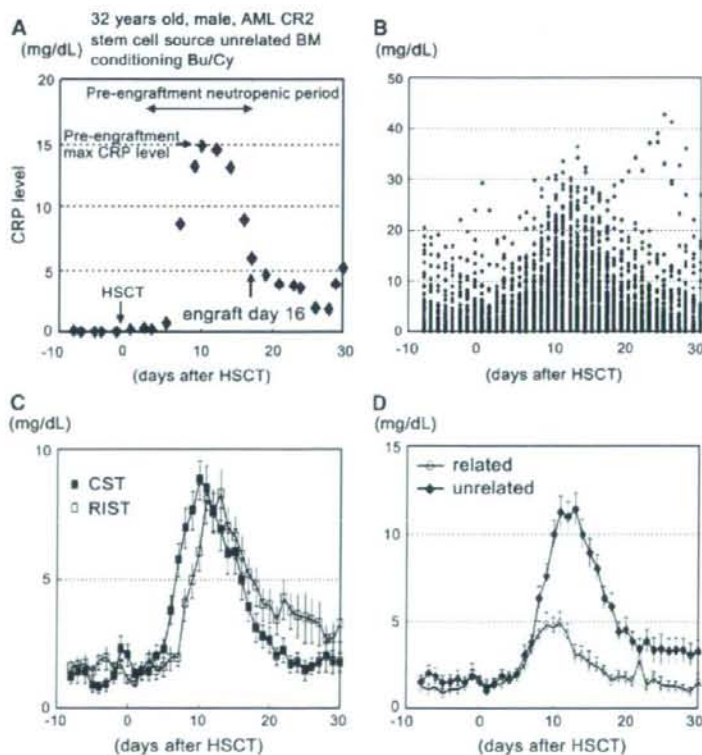 A
32 years old, male, AML CR2
stem cell source unrelated BM
conditioning Bu/Cy
(mg/dL)
20
15
10
5
0
CRP level
Pre-engraftment neutropenic period
Pre-engraftment
max CRP level
HSCT
engraft day 16
-10 0 10 20 30
(days after HSCT)
B
(mg/dL)
50
40
30
20
10
0
-10 0 10 20 30
(days after HSCT)
C
(mg/dL)
10
5
0
CST
RIST
-10 0 10 20 30
(days after HSCT)
D
(mg/dL)
15
10
5
0
related
unrelated
-10 0 10 20 30
(days after HSCT)